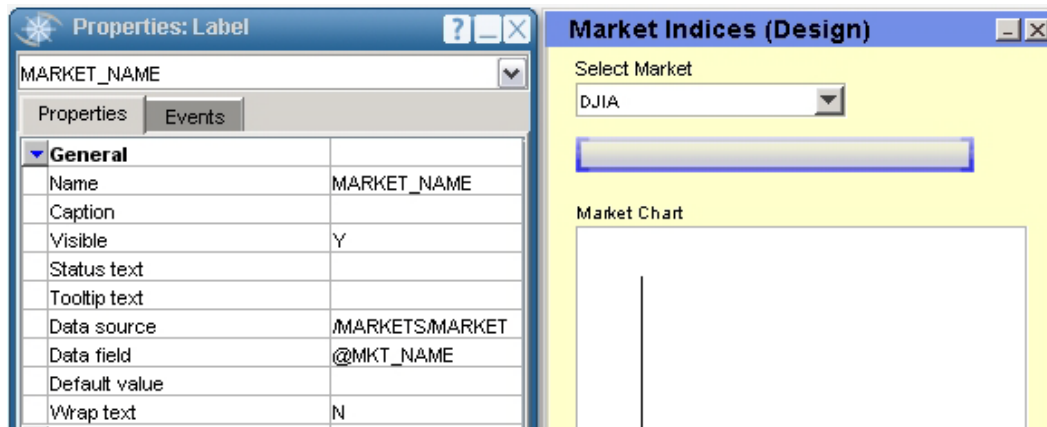 Properties: Label
?
MARKET_NAME
Properties Events
General
Name MARKET_NAME
Caption
Visible Y
Status text
Tooltip text
Data source /MARKETS/MARKET
Data field @MKT_NAME
Default value
Wrap text N
Market Indices (Design)
Select Market
DJIA
Market Chart